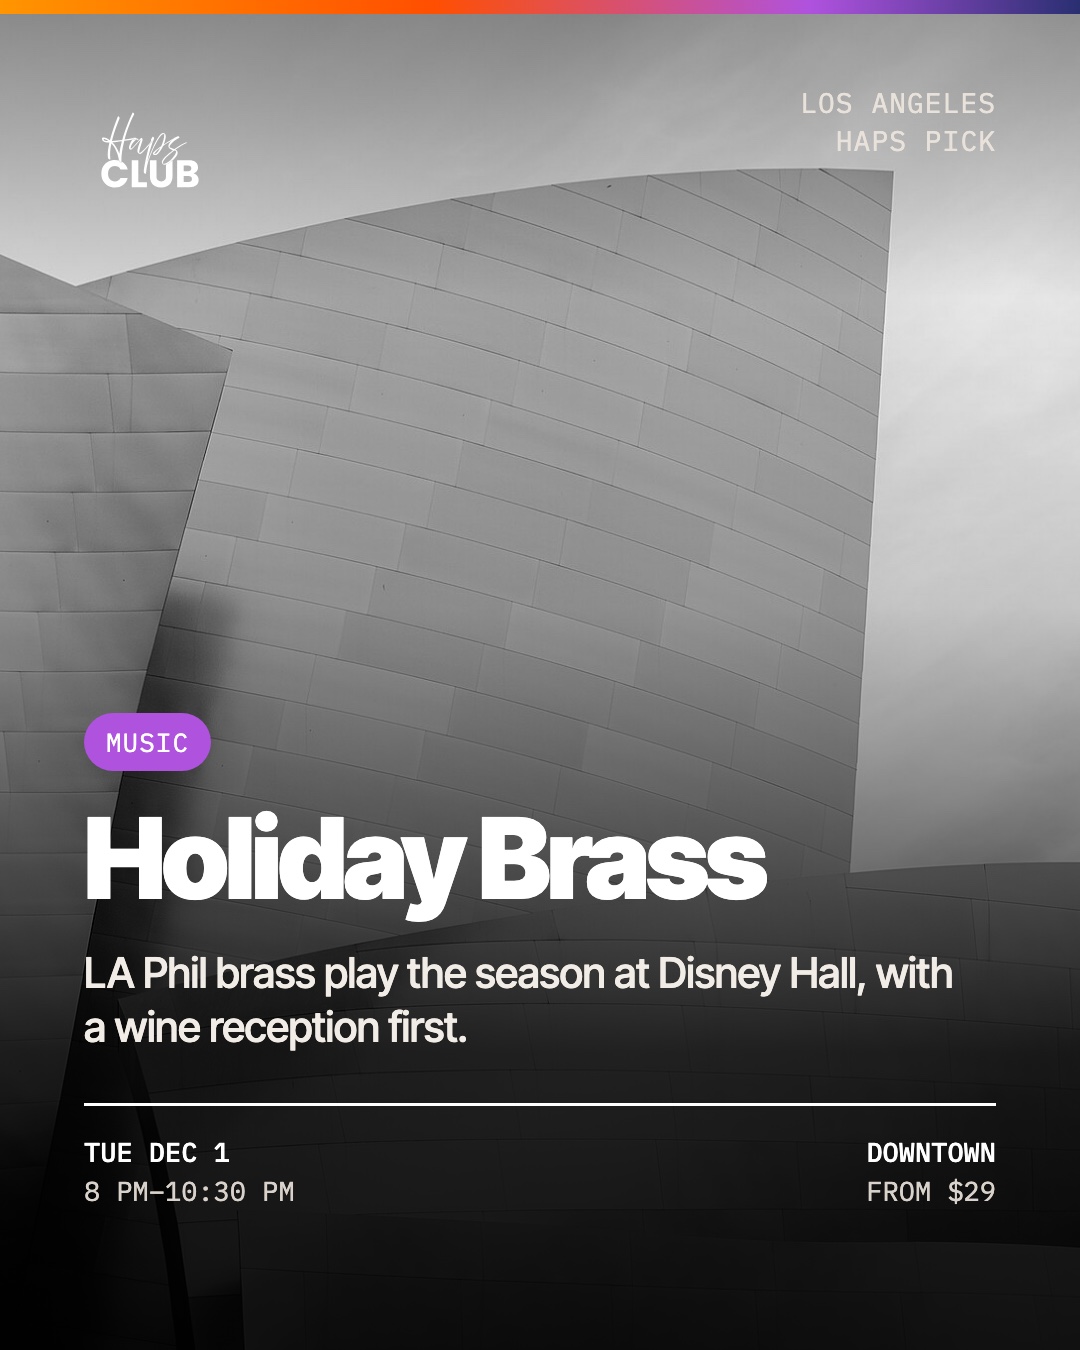 Haps
CLUB
LOS ANGELES
HAPS PICK
MUSIC
Holiday Brass
LA Phil brass play the season at Disney Hall, with
a wine reception first.
TUE DEC 1
8 PM–10:30 PM
DOWNTOWN
FROM $29